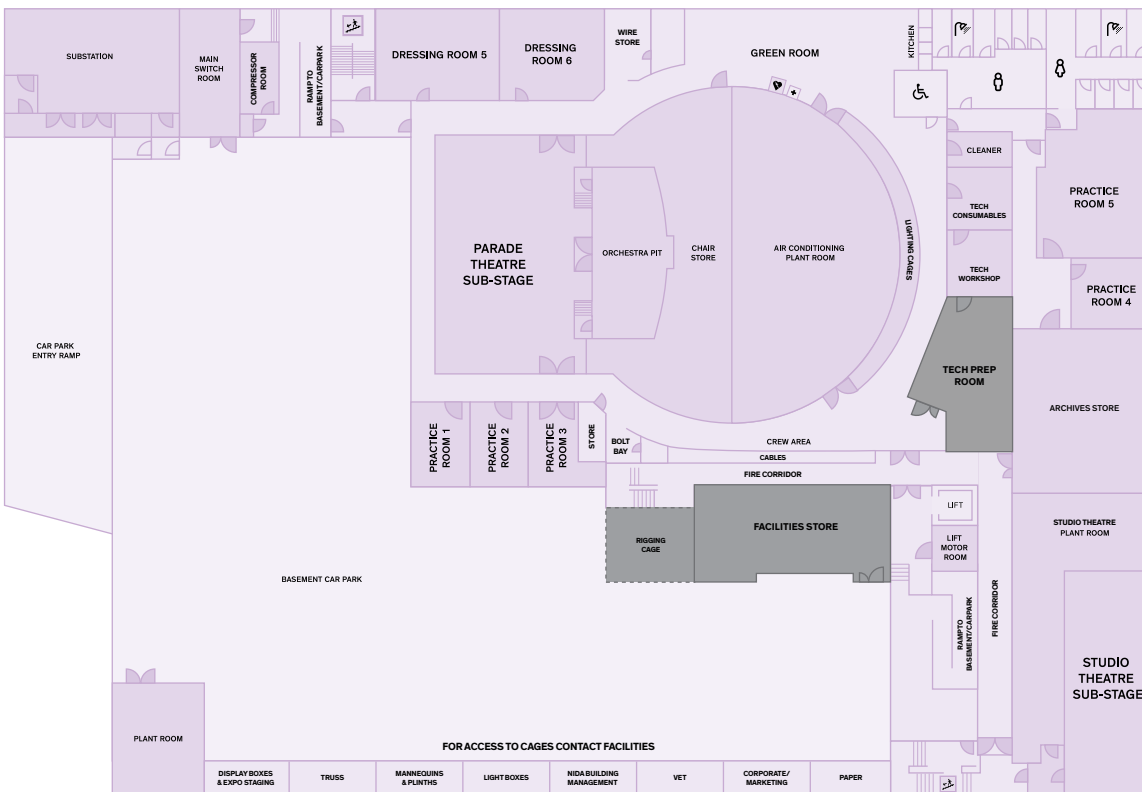 SUBSTATION
MAIN
SWITCH
ROOM
COMPRESSOR
ROOM
RAMP TO
BASEMENT/CARPARK
DRESSING ROOM 5
DRESSING
ROOM 6
WIRE
STORE
GREEN ROOM
KITCHEN
CLEANER
TECH
CONSUMABLES
TECH
WORKSHOP
PRACTICE
ROOM 5
PRACTICE
ROOM 4
PARADE
THEATRE
SUB-STAGE
ORCHESTRA PIT
CHAIR
STORE
AIR CONDITIONING
PLANT ROOM
LIGHTING CAGES
CAR PARK
ENTRY RAMP
TECH PREP
ROOM
ARCHIVES STORE
PRACTICE
ROOM 1
PRACTICE
ROOM 2
PRACTICE
ROOM 3
STORE
BOLT
BAY
CREW AREA
CABLES
FIRE CORRIDOR
RIGGING
CAGE
FACILITIES STORE
LIFT
LIFT
MOTOR
ROOM
STUDIO THEATRE
PLANT ROOM
BASEMENT CAR PARK
RAMP TO
BASEMENT/CARPARK
FIRE CORRIDOR
STUDIO
THEATRE
SUB-STAGE
PLANT ROOM
FOR ACCESS TO CAGES CONTACT FACILITIES
DISPLAY BOXES
& EXPO STAGING
TRUSS
MANNEQUINS
& PLINTHS
LIGHT BOXES
NIDA BUILDING
MANAGEMENT
VET
CORPORATE/
MARKETING
PAPER